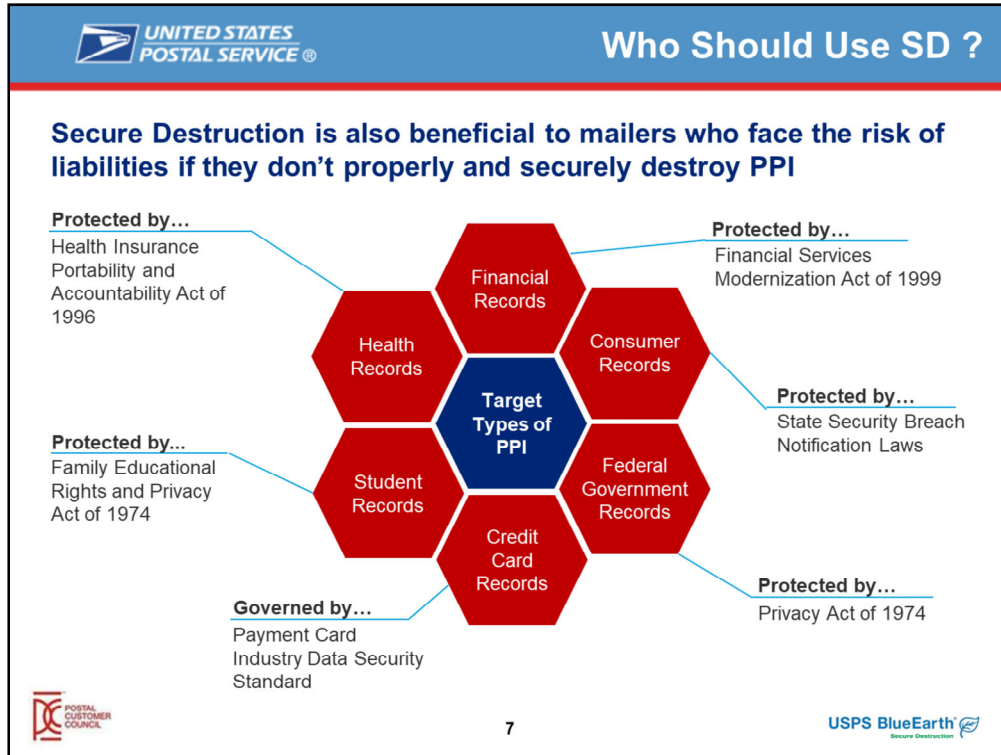 UNITED STATES
POSTAL SERVICE ®
Who Should Use SD ?
Secure Destruction is also beneficial to mailers who face the risk of
liabilities if they don’t properly and securely destroy PPI
Protected by…
Health Insurance
Portability and
Accountability Act of
1996
Financial
Records
Protected by…
Financial Services
Modernization Act of 1999
Health
Records
Consumer
Records
Target
Types of
PPI
Protected by…
State Security Breach
Notification Laws
Protected by...
Family Educational
Rights and Privacy
Act of 1974
Student
Records
Federal
Government
Records
Credit
Card
Records
Protected by…
Privacy Act of 1974
Governed by…
Payment Card
Industry Data Security
Standard
POSTAL
CUSTOMER
COUNCIL
7
USPS BlueEarth®
Secure Destruction